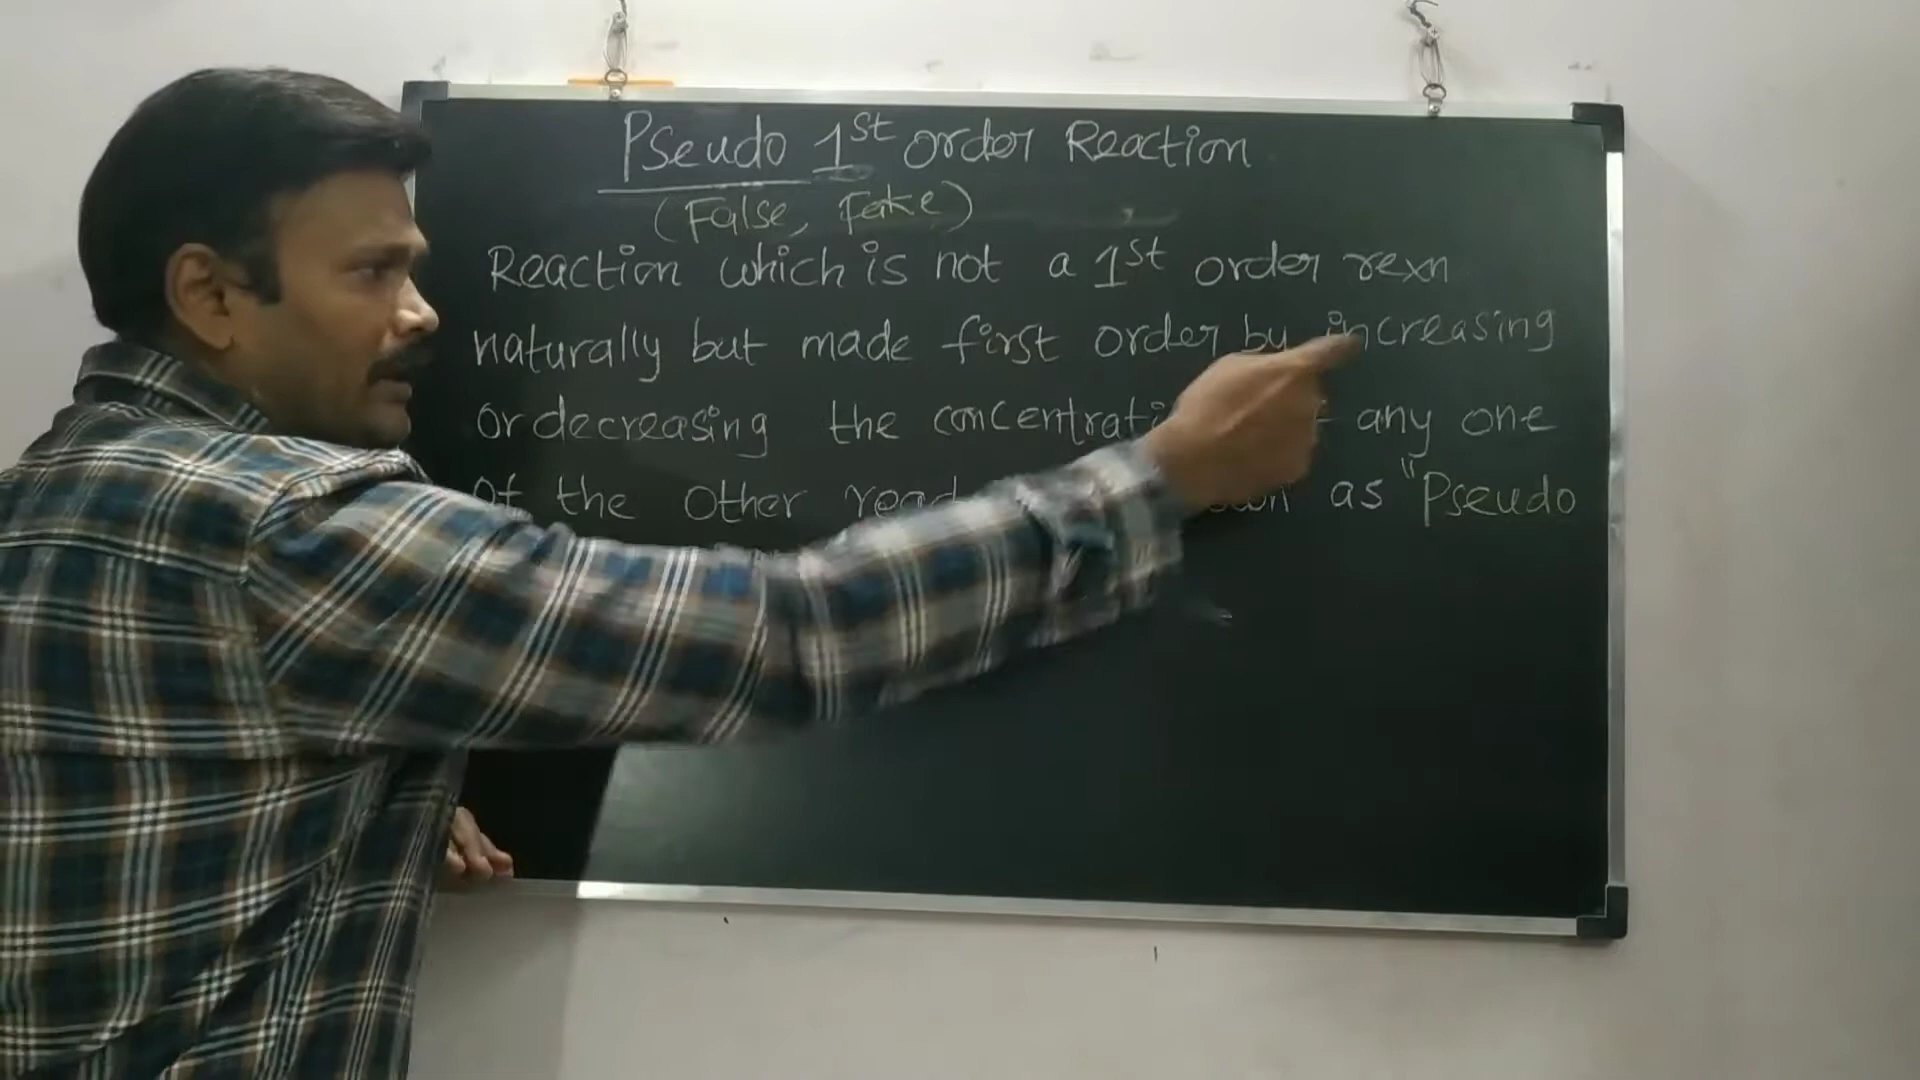 Pseudo 1st order Reaction
(False, Fake)
Reaction which is not a 1st order rexn
naturally but made first order by increasing
or decreasing the any one
of the other as "Pseudo